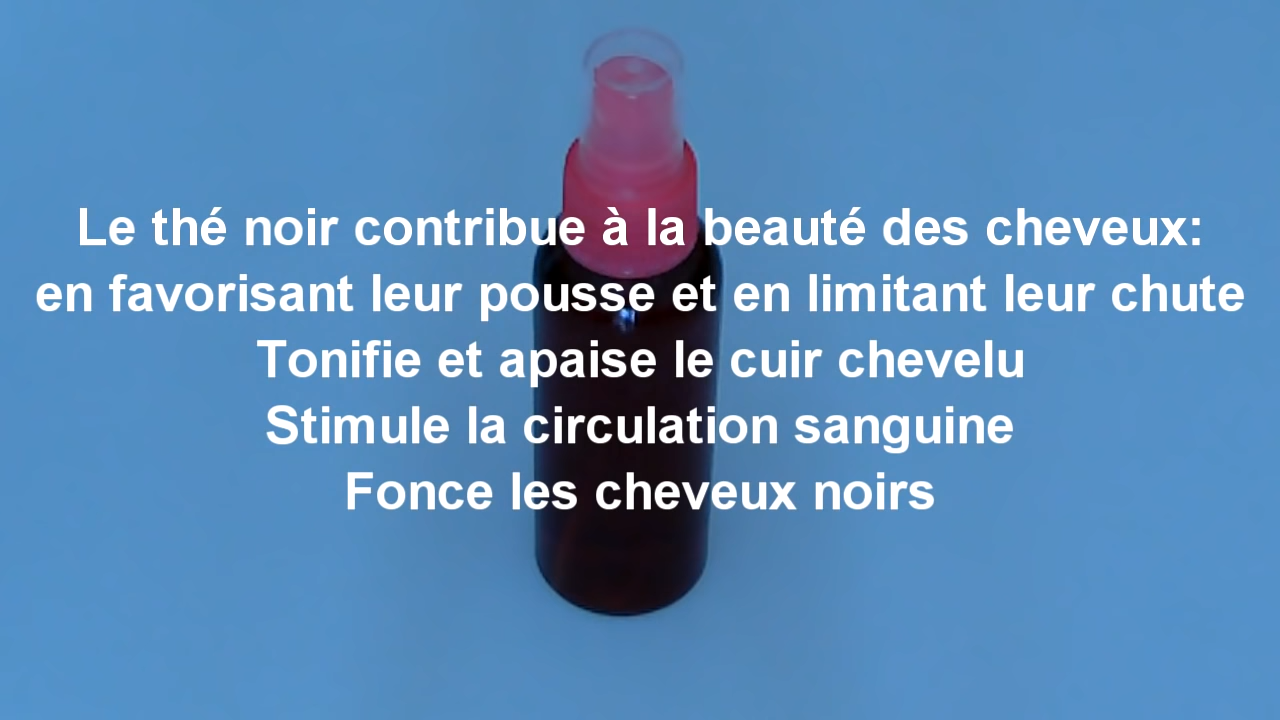 Le thé noir contribue à la beauté des cheveux:
en favorisant leur pousse et en limitant leur chute
Tonifie et apaise le cuir chevelu
Stimule la circulation sanguine
Fonce les cheveux noirs